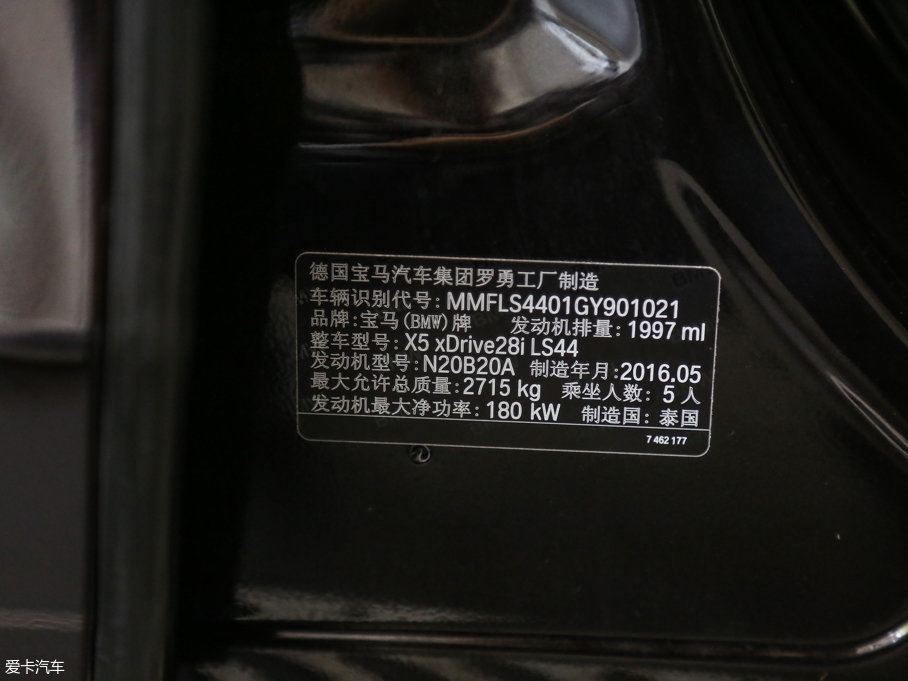 德国宝马汽车集团罗勇工厂制造
车辆识别代号: MMFLS4401GY901021
品牌:宝马(BMW)牌 发动机排量: 1997 ml
整车型号: X5 xDrive28i LS44
发动机型号: N20B20A 制造年月:2016.05
最大允许总质量: 2715 kg 乘坐人数: 5 人
发动机最大净功率: 180 kW 制造国: 泰国
7 462 177
爱卡汽车